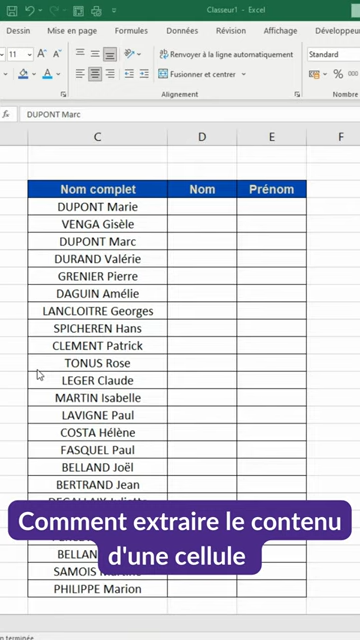 Classeur1 - Excel
Dessin Mise en page Formules Données Révision Affichage Développeur
11 A A Renvoyer à la ligne automatiquement Standard
G Fusionner et centrer % 000
Alignement
fx DUPONT Marc
C D E F
Nom complet Nom Prénom
DUPONT Marie
VENGA Gisèle
DUPONT Marc
DURAND Valérie
GRENIER Pierre
DAGUIN Amélie
LANCLOITRE Georges
SPICHEREN Hans
CLEMENT Patrick
TONUS Rose
LEGER Claude
MARTIN Isabelle
LAVIGNE Paul
COSTA Hélène
FASQUEL Paul
BELLAND Joël
BERTRAND Jean
Comment extraire le contenu
d'une cellule
BELLAN
SAMOIS
PHILIPPE Marion
terminée